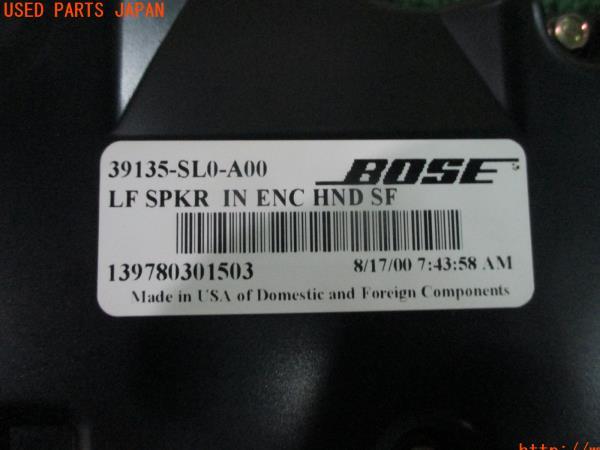 USED PARTS JAPAN
39135-SL0-A00 BOSE
LF SPKR IN ENC HND SF
139780301503 8/17/00 7:43:58 AM
Made in USA of Domestic and Foreign Components